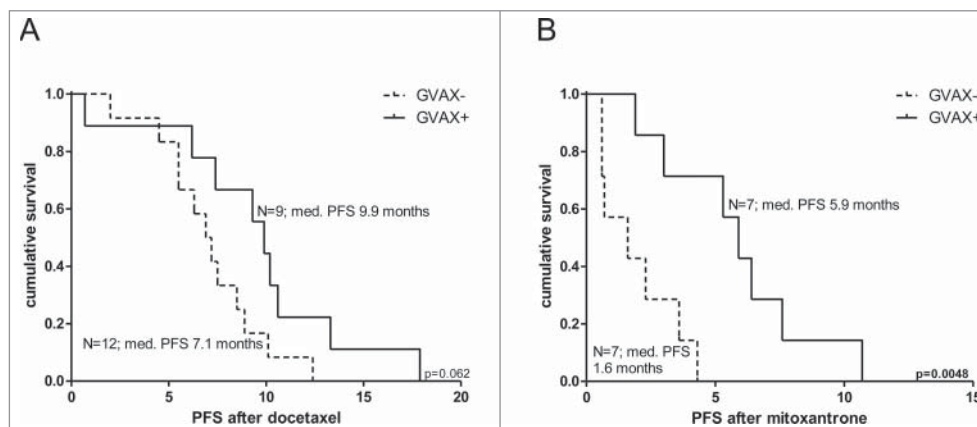 A
GVAX-
GVAX+
1.0
0.8
0.6
0.4
0.2
0.0
cumulative survival
N=9; med. PFS 9.9 months
N=12; med. PFS 7.1 months
p=0.062
0 5 10 15 20
PFS after docetaxel
B
GVAX-
GVAX+
1.0
0.8
0.6
0.4
0.2
0.0
cumulative survival
N=7; med. PFS 5.9 months
N=7; med. PFS
1.6 months
p=0.0048
0 5 10 15
PFS after mitoxantrone